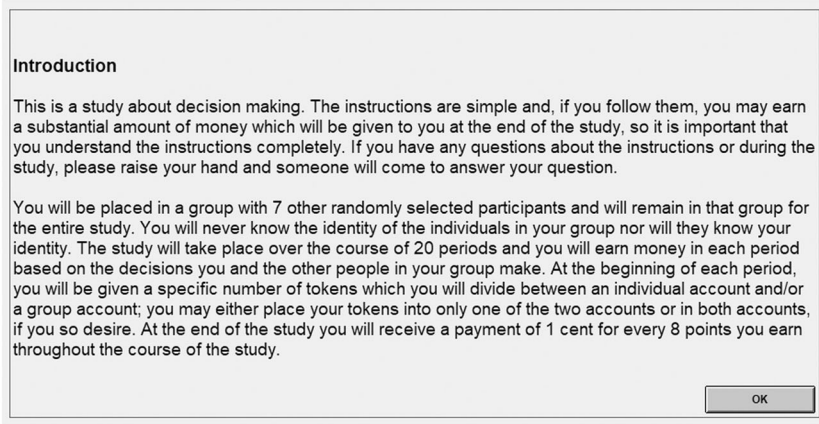 Introduction
This is a study about decision making. The instructions are simple and, if you follow them, you may earn
a substantial amount of money which will be given to you at the end of the study, so it is important that
you understand the instructions completely. If you have any questions about the instructions or during the
study, please raise your hand and someone will come to answer your question.
You will be placed in a group with 7 other randomly selected participants and will remain in that group for
the entire study. You will never know the identity of the individuals in your group nor will they know your
identity. The study will take place over the course of 20 periods and you will earn money in each period
based on the decisions you and the other people in your group make. At the beginning of each period,
you will be given a specific number of tokens which you will divide between an individual account and/or
a group account; you may either place your tokens into only one of the two accounts or in both accounts,
if you so desire. At the end of the study you will receive a payment of 1 cent for every 8 points you earn
throughout the course of the study.
OK